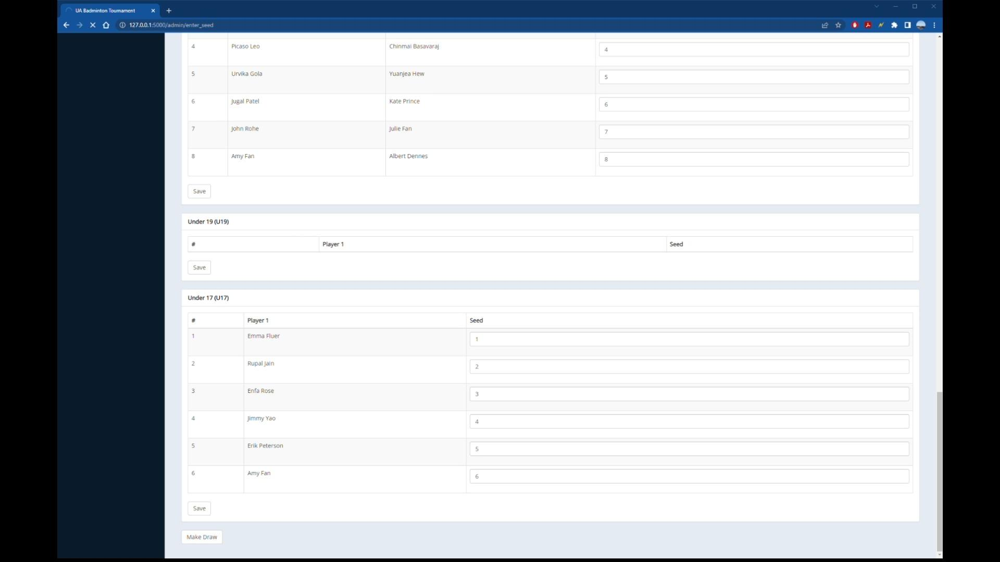 UA Badminton Tournament
127.0.0.1:5000/admin/enter_seed
4 Picaso Leo Chinmai Basavaraj 4
5 Urvika Gola Yuanjea Hew 5
6 Jugal Patel Kate Prince 6
7 John Rohe Julie Fan 7
8 Amy Fan Albert Dennes 8
Save
Under 19 (U19)
# Player 1 Seed
Save
Under 17 (U17)
# Player 1 Seed
1 Emma Fluer 1
2 Rupal Jain 2
3 Enfa Rose 3
4 Jimmy Yao 4
5 Erik Peterson 5
6 Amy Fan 6
Save
Make Draw